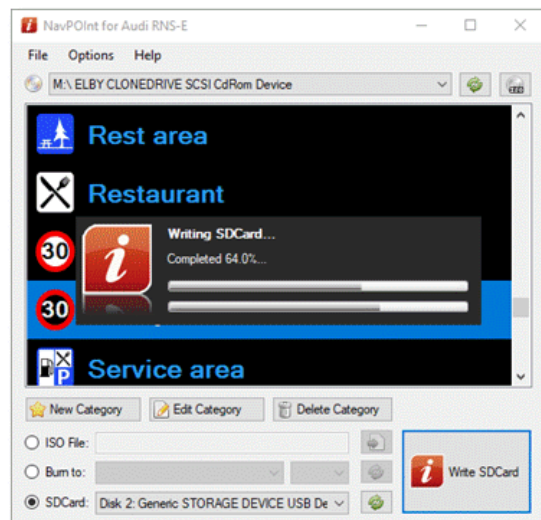 NavPOInt for Audi RNS-E
File Options Help
M:\ ELBY CLONEDRIVE SCSI CdRom Device
Rest area
Restaurant
30
Writing SDCard...
Completed 64.0%...
30
Service area
P
New Category Edit Category Delete Category
ISO File:
Burn to:
SDCard: Disk 2: Generic STORAGE DEVICE USB De
Write SDCard